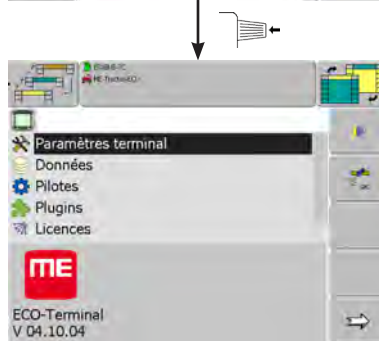 Paramètres terminal
Données
Pilotes
Plugins
Licences
ME
ECO-Terminal
V 04.10.04